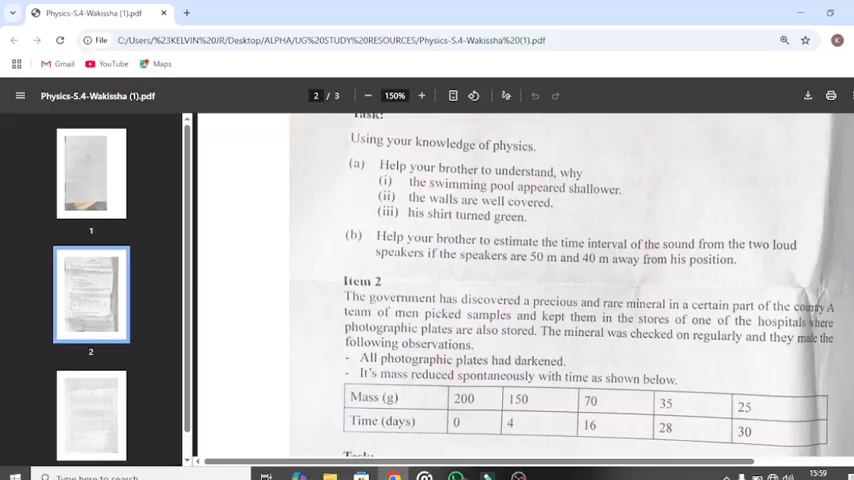 Physics-S.4-Wakissha (1).pdf
File
C:/Users/%23KELVIN%20JR/Desktop/ALPHA/UG%20STUDY%20RESOURCES/Physics-S.4-Wakissha%20(1).pdf
K
Gmail
YouTube
Maps
Physics-S.4-Wakissha (1).pdf
2 / 3
150%
1
2
Task:
Using your knowledge of physics.
(a) Help your brother to understand, why
(i) the swimming pool appeared shallower.
(ii) the walls are well covered.
(iii) his shirt turned green.
(b) Help your brother to estimate the time interval of the sound from the two loud
speakers if the speakers are 50 m and 40 m away from his position.
Item 2
The government has discovered a precious and rare mineral in a certain part of the country A
team of men picked samples and kept them in the stores of one of the hospitals where
photographic plates are also stored. The mineral was checked on regularly and they made the
following observations.
- All photographic plates had darkened.
- It's mass reduced spontaneously with time as shown below.
Mass (g) 200 150 70 35 25
Time (days) 0 4 16 28 30
Task:
Type here to search
15:59